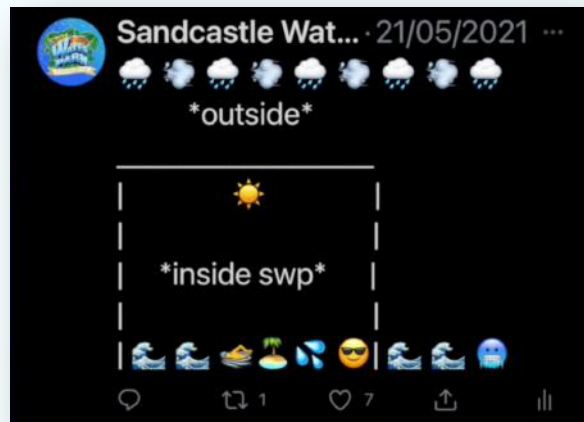 Sandcastle Wat... · 21/05/2021 ···
🌧️ 💨 🌧️ 💨 🌧️ 💨 🌧️ 💨 🌧️
*outside*
☀️
*inside swp*
🌊 🌊 🚤 🏝️ 💦 😎 🌊 🌊 🥶
1 7